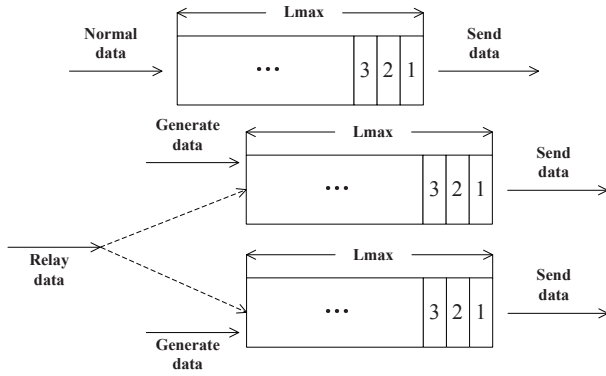 Lmax
Normal
data
Send
data
... 3 2 1
Generate
data
Lmax
Send
data
... 3 2 1
Relay
data
Lmax
Send
data
... 3 2 1
Generate
data